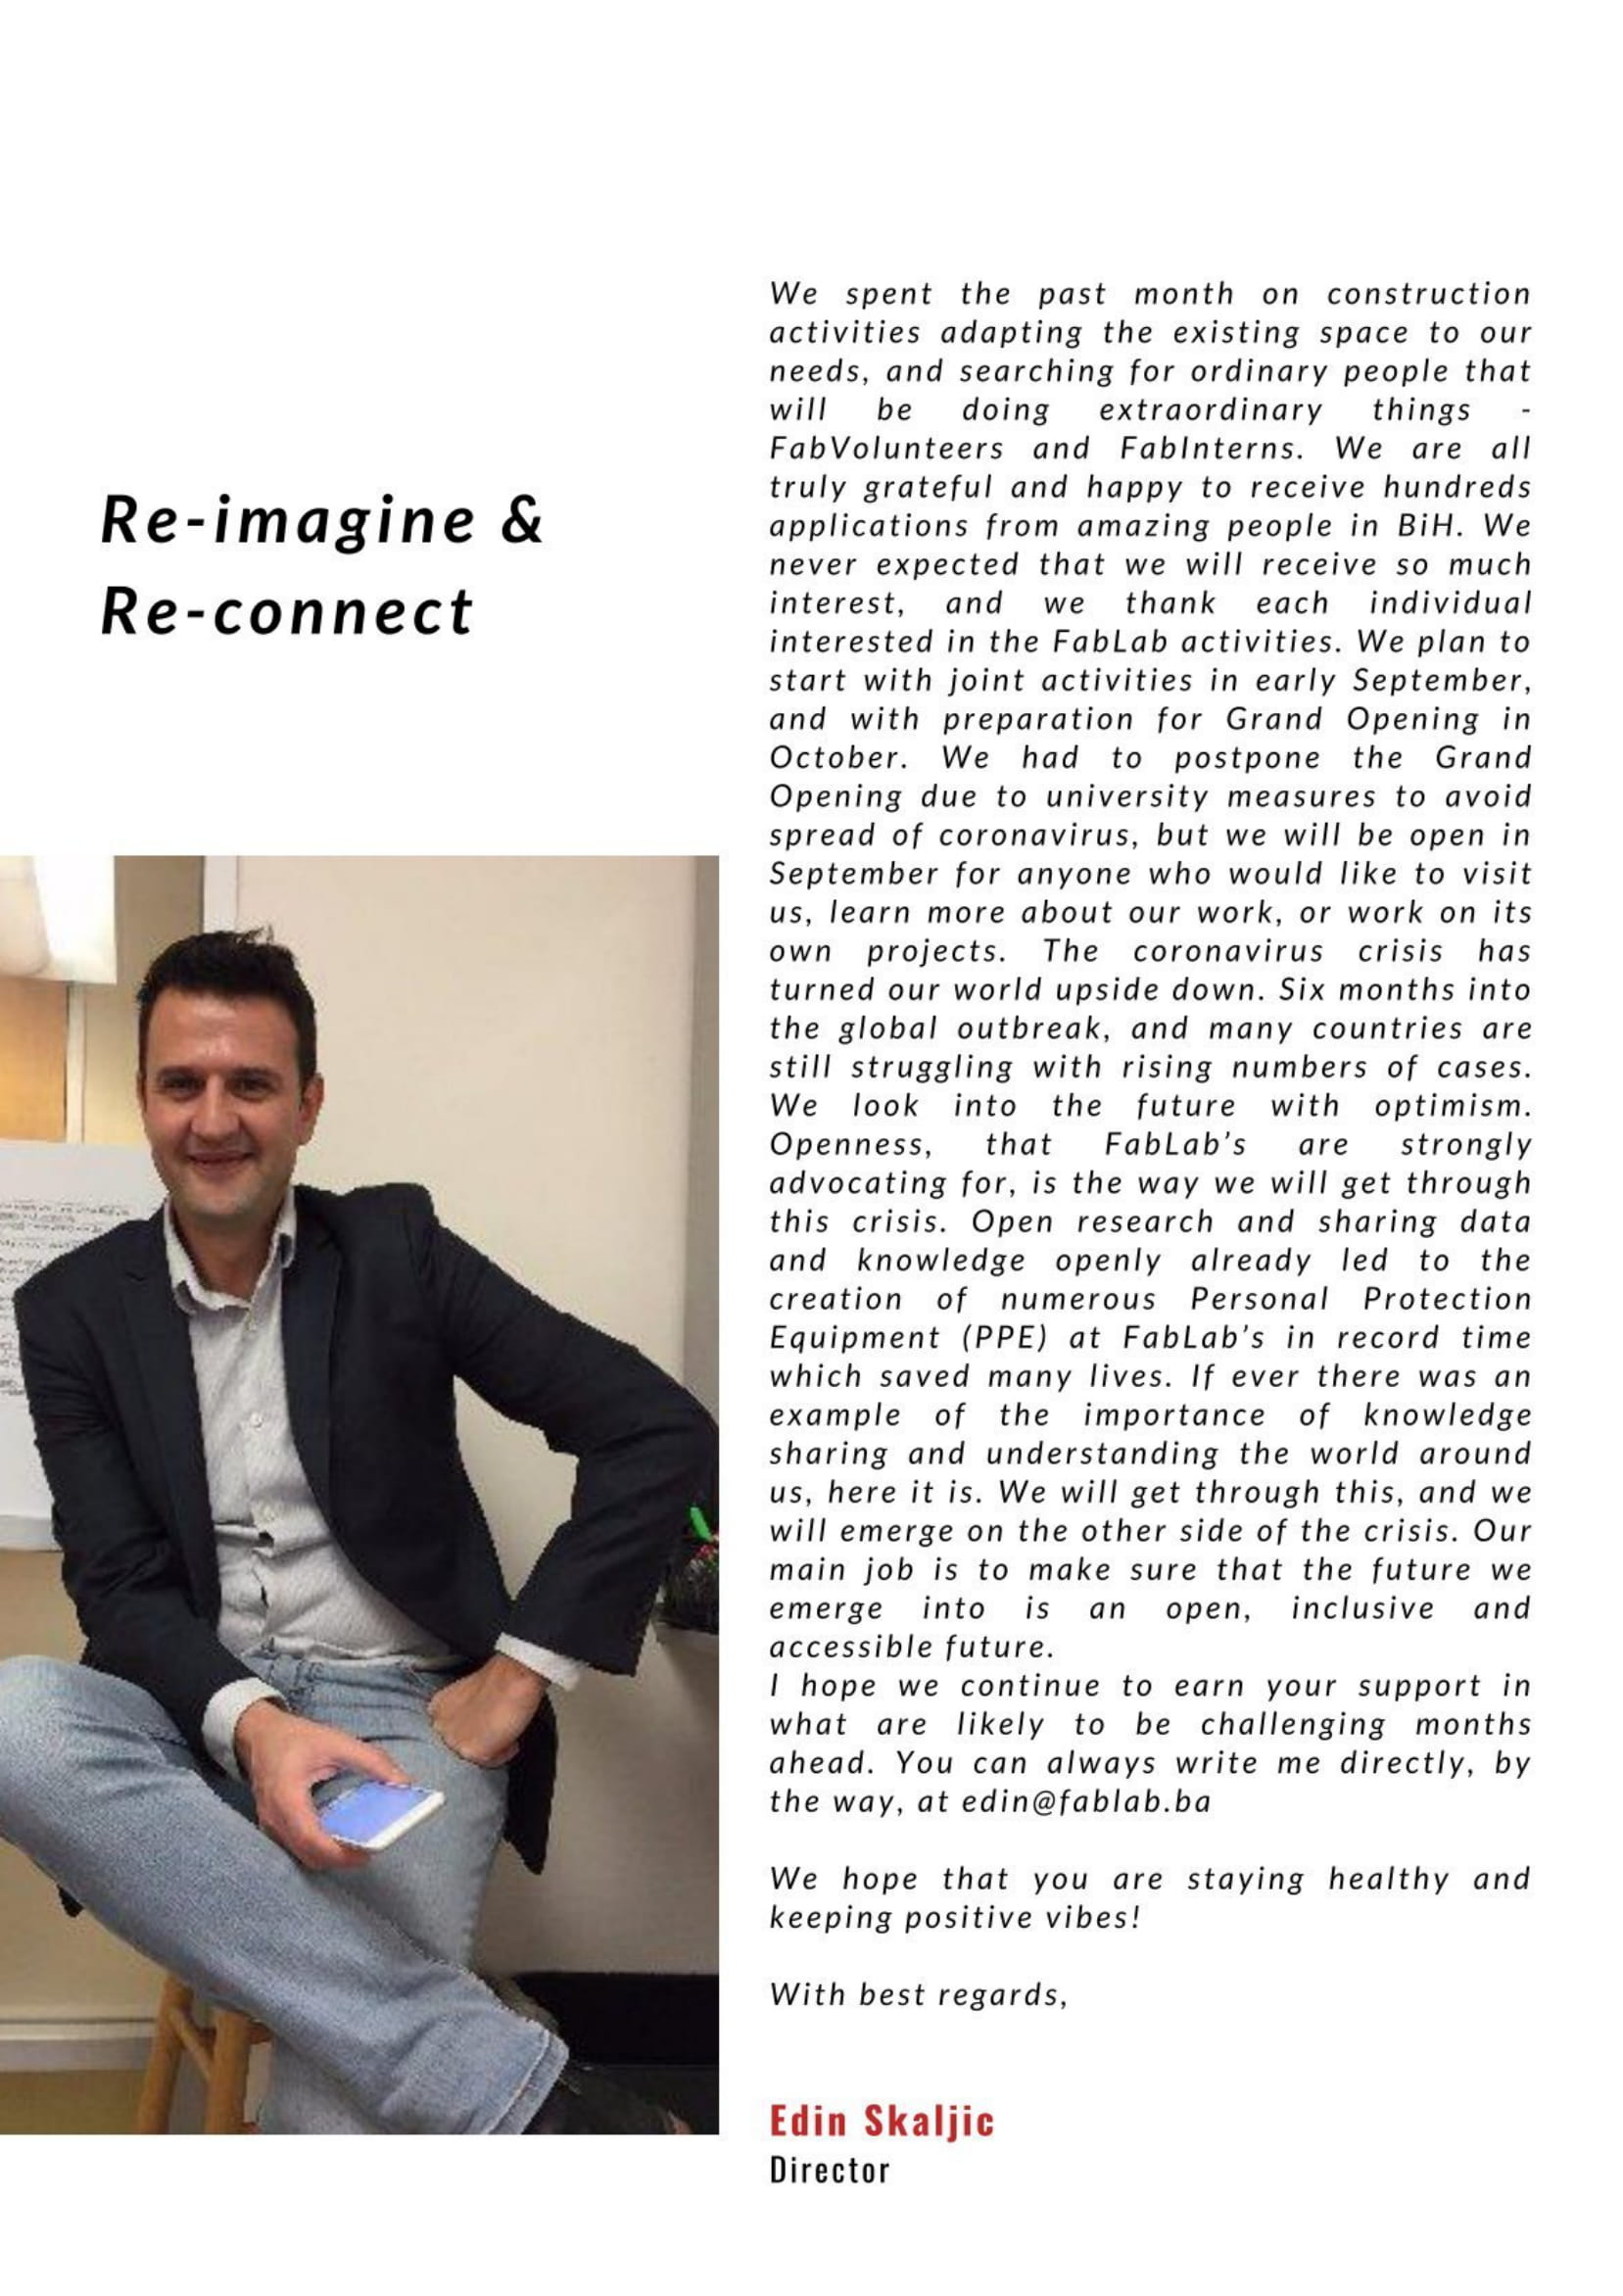 Re-imagine &
Re-connect
We spent the past month on construction
activities adapting the existing space to our
needs, and searching for ordinary people that
will be doing extraordinary things -
FabVolunteers and FabInterns. We are all
truly grateful and happy to receive hundreds
applications from amazing people in BiH. We
never expected that we will receive so much
interest, and we thank each individual
interested in the FabLab activities. We plan to
start with joint activities in early September,
and with preparation for Grand Opening in
October. We had to postpone the Grand
Opening due to university measures to avoid
spread of coronavirus, but we will be open in
September for anyone who would like to visit
us, learn more about our work, or work on its
own projects. The coronavirus crisis has
turned our world upside down. Six months into
the global outbreak, and many countries are
still struggling with rising numbers of cases.
We look into the future with optimism.
Openness, that FabLab’s are strongly
advocating for, is the way we will get through
this crisis. Open research and sharing data
and knowledge openly already led to the
creation of numerous Personal Protection
Equipment (PPE) at FabLab’s in record time
which saved many lives. If ever there was an
example of the importance of knowledge
sharing and understanding the world around
us, here it is. We will get through this, and we
will emerge on the other side of the crisis. Our
main job is to make sure that the future we
emerge into is an open, inclusive and
accessible future.
I hope we continue to earn your support in
what are likely to be challenging months
ahead. You can always write me directly, by
the way, at edin@fablab.ba
We hope that you are staying healthy and
keeping positive vibes!
With best regards,
Edin Skaljic
Director